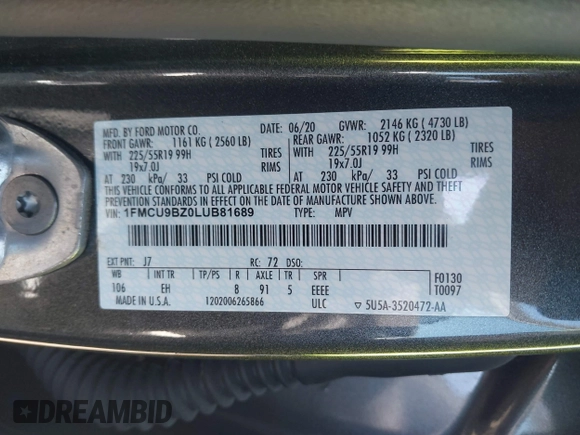 MFD. BY FORD MOTOR CO.
DATE: 06/20 GVWR: 2146 KG ( 4730 LB)
FRONT GAWR: 1161 KG ( 2560 LB) REAR GAWR: 1052 KG ( 2320 LB)
WITH 225/55R19 99H TIRES WITH 225/55R19 99H TIRES
19x7.0J RIMS 19x7.0J RIMS
AT 230 kPa/ 33 PSI COLD AT 230 kPa/ 33 PSI COLD
THIS VEHICLE CONFORMS TO ALL APPLICABLE FEDERAL MOTOR VEHICLE SAFETY AND THEFT
PREVENTION STANDARDS IN EFFECT ON THE DATE OF MANUFACTURE SHOWN ABOVE.
VIN: 1FMCU9BZ0LUB81689 TYPE: MPV
EXT PNT: J7 RC: 72 DSO:
WB INT TR TP/PS R AXLE TR SPR F0130
106 EH 8 91 5 EEEE T0097
MADE IN U.S.A. 1202006265866 ULC ▽ 5U5A-3520472-AA
DREAMBID